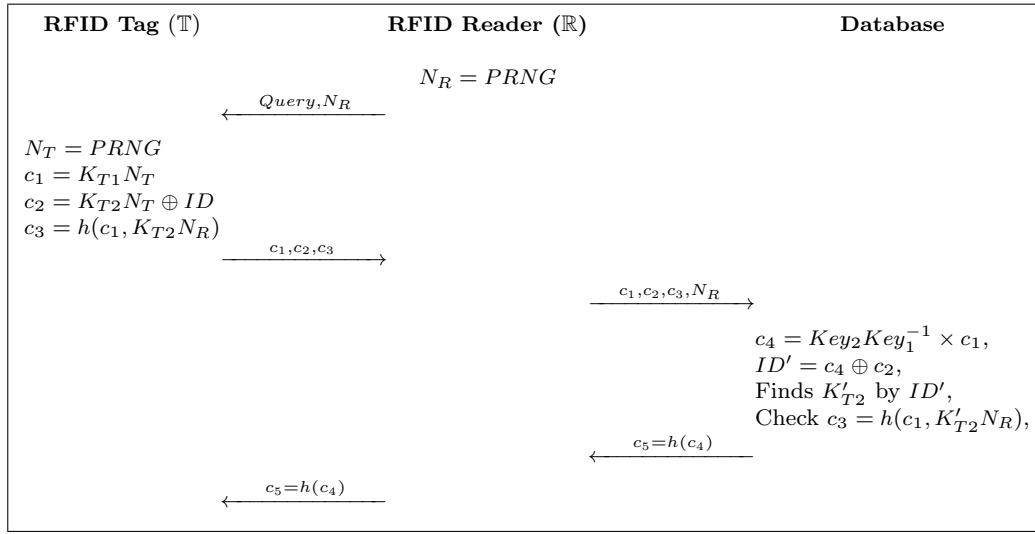 RFID Tag (𝕋) RFID Reader (ℝ) Database
N_R = PRNG
Query,N_R
N_T = PRNG
c_1 = K_{T1}N_T
c_2 = K_{T2}N_T ⊕ ID
c_3 = h(c_1, K_{T2}N_R)
c_1,c_2,c_3
c_1,c_2,c_3,N_R
c_4 = Key_2Key_1^{-1} × c_1,
ID′ = c_4 ⊕ c_2,
Finds K′_{T2} by ID′,
Check c_3 = h(c_1, K′_{T2}N_R),
c_5=h(c_4)
c_5=h(c_4)